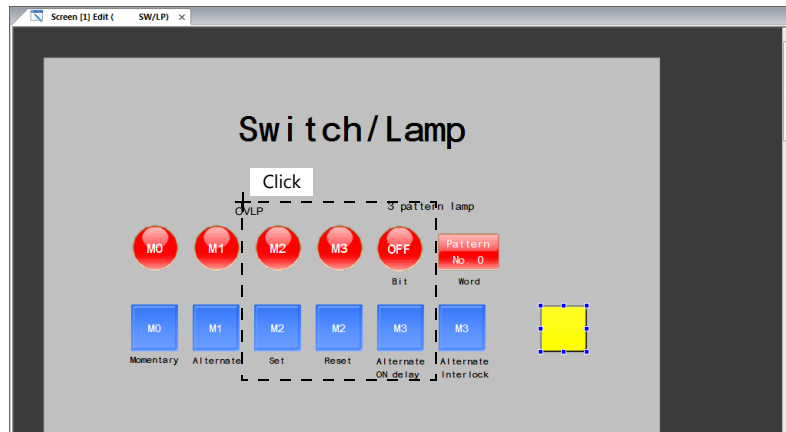 Screen [1] Edit ( SW/LP) ×
Switch/Lamp
Click
OVLP
3 pattern lamp
M0 M1 M2 M3 OFF Pattern
No. 0
Bit Word
M0 M1 M2 M2 M3 M3
Momentary Alternate Set Reset Alternate Alternate
ON delay Interlock